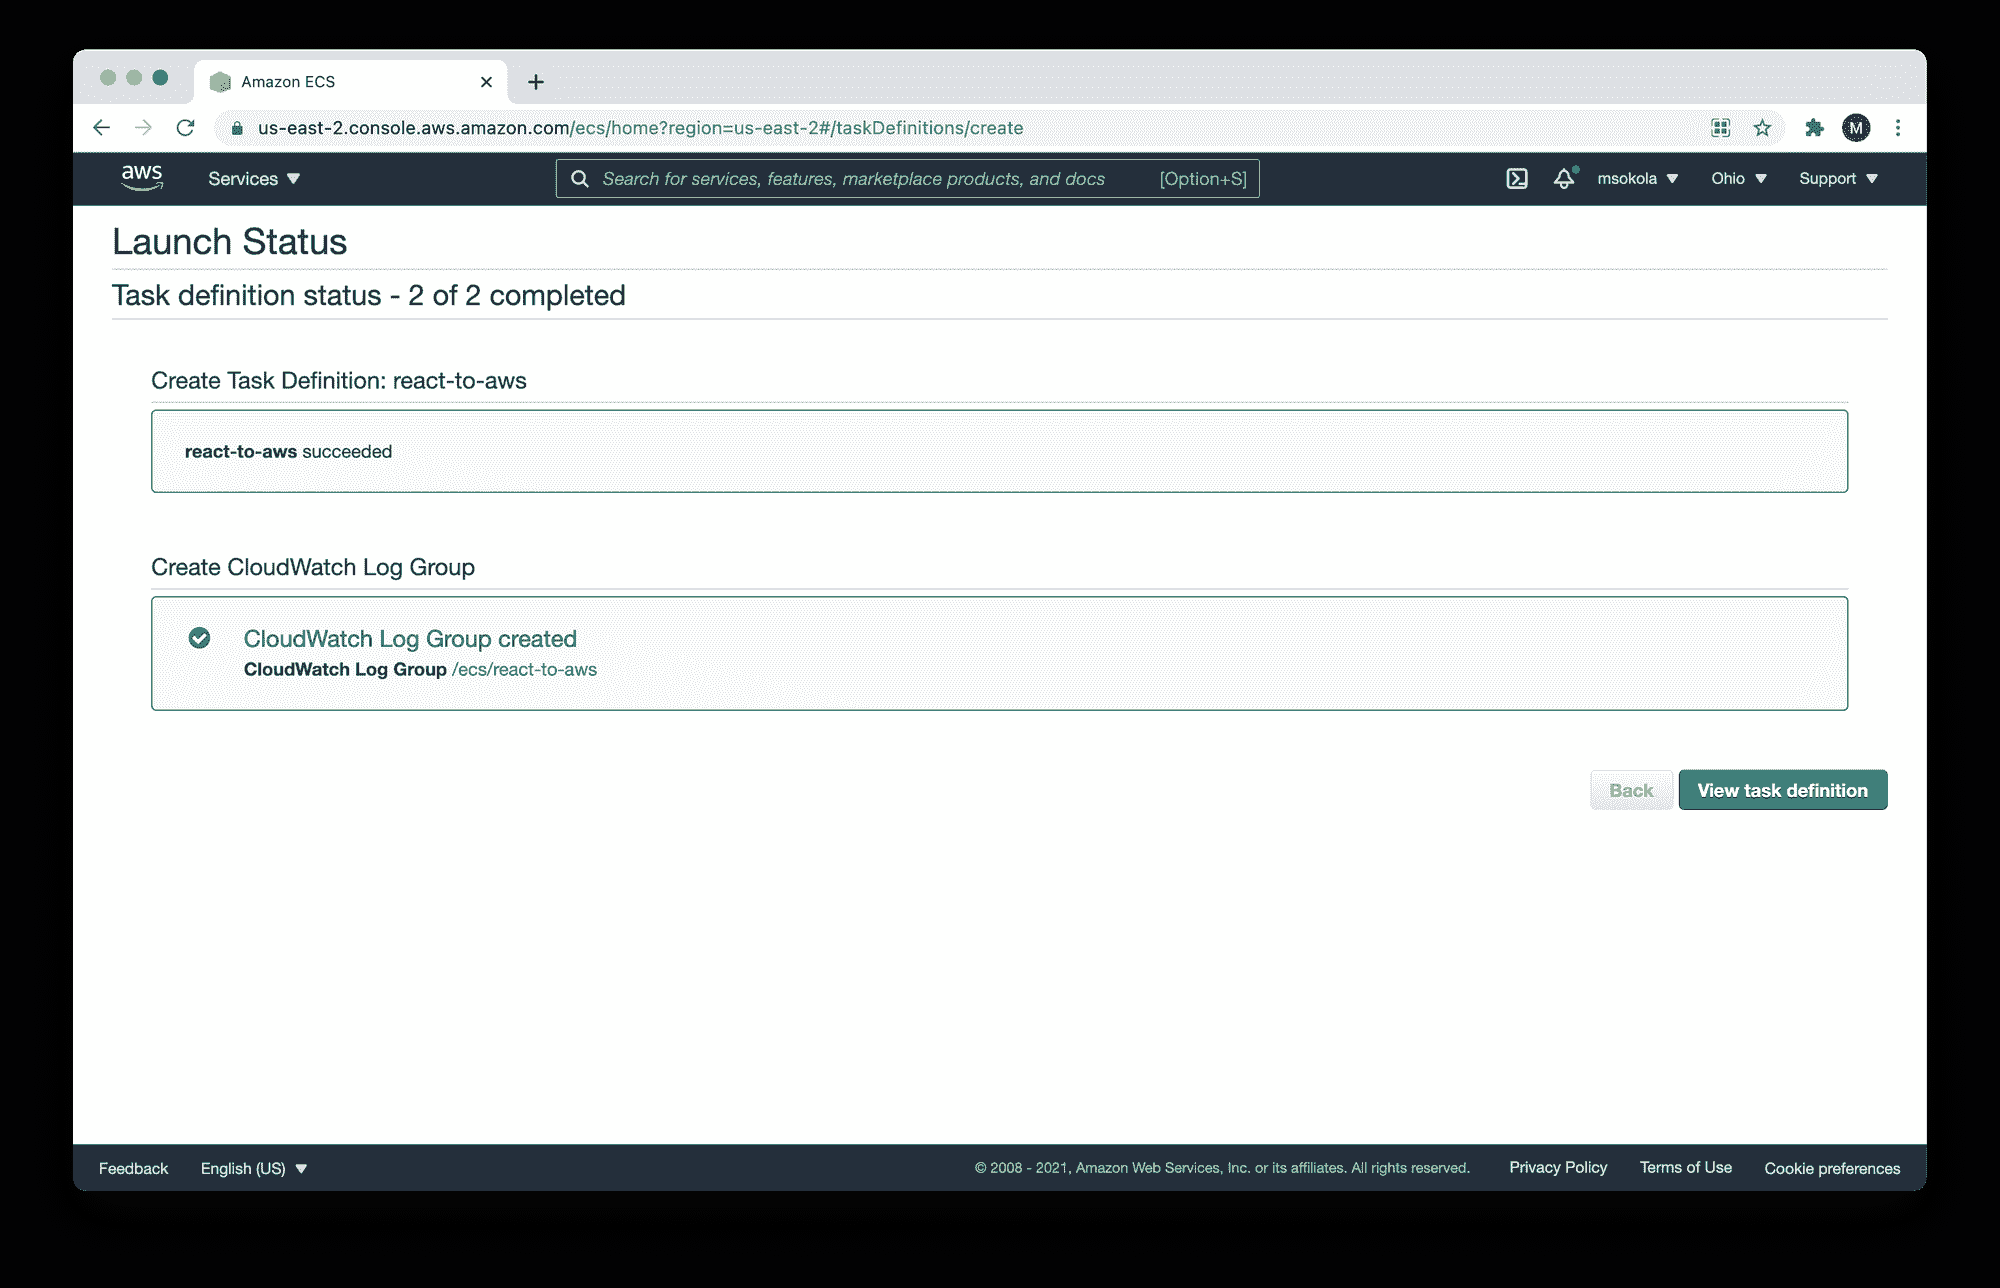 Amazon ECS
us-east-2.console.aws.amazon.com/ecs/home?region=us-east-2#/taskDefinitions/create
M
aws
Services
Search for services, features, marketplace products, and docs
[Option+S]
msokola
Ohio
Support
Launch Status
Task definition status - 2 of 2 completed
Create Task Definition: react-to-aws
react-to-aws succeeded
Create CloudWatch Log Group
CloudWatch Log Group created
CloudWatch Log Group /ecs/react-to-aws
Back
View task definition
Feedback
English (US)
© 2008 - 2021, Amazon Web Services, Inc. or its affiliates. All rights reserved.
Privacy Policy
Terms of Use
Cookie preferences